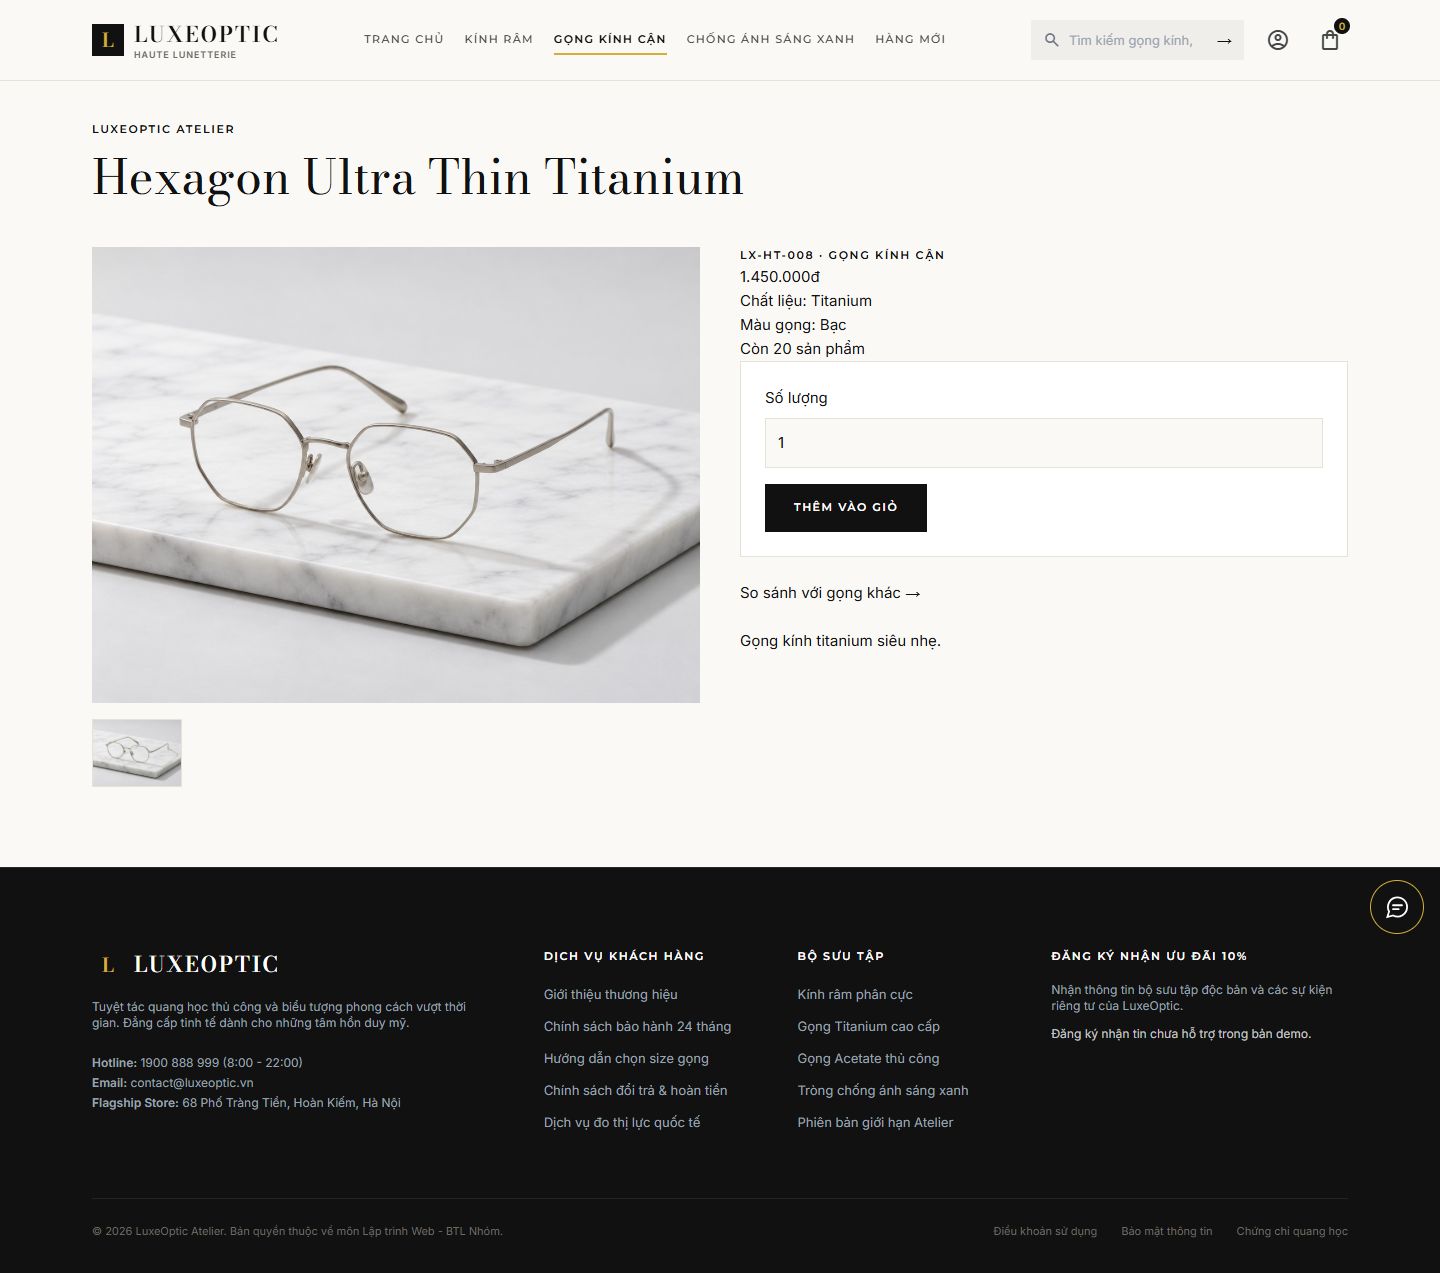 L LUXEOPTIC
HAUTE LUNETTERIE
TRANG CHỦ
KÍNH RÂM
GỌNG KÍNH CẬN
CHỐNG ÁNH SÁNG XANH
HÀNG MỚI
Tìm kiếm gọng kính,
→
0
LUXEOPTIC ATELIER
Hexagon Ultra Thin Titanium
LX-HT-008 · GỌNG KÍNH CẬN
1.450.000đ
Chất liệu: Titanium
Màu gọng: Bạc
Còn 20 sản phẩm
Số lượng
1
THÊM VÀO GIỎ
So sánh với gọng khác →
Gọng kính titanium siêu nhẹ.
L LUXEOPTIC
Tuyệt tác quang học thủ công và biểu tượng phong cách vượt thời
gian. Đẳng cấp tinh tế dành cho những tâm hồn duy mỹ.
Hotline: 1900 888 999 (8:00 - 22:00)
Email: contact@luxeoptic.vn
Flagship Store: 68 Phố Tràng Tiền, Hoàn Kiếm, Hà Nội
DỊCH VỤ KHÁCH HÀNG
Giới thiệu thương hiệu
Chính sách bảo hành 24 tháng
Hướng dẫn chọn size gọng
Chính sách đổi trả & hoàn tiền
Dịch vụ đo thị lực quốc tế
BỘ SƯU TẬP
Kính râm phân cực
Gọng Titanium cao cấp
Gọng Acetate thủ công
Tròng chống ánh sáng xanh
Phiên bản giới hạn Atelier
ĐĂNG KÝ NHẬN ƯU ĐÃI 10%
Nhận thông tin bộ sưu tập độc bản và các sự kiện
riêng tư của LuxeOptic.
Đăng ký nhận tin chưa hỗ trợ trong bản demo.
© 2026 LuxeOptic Atelier. Bản quyền thuộc về môn Lập trình Web - BTL Nhóm.
Điều khoản sử dụng
Bảo mật thông tin
Chứng chỉ quang học